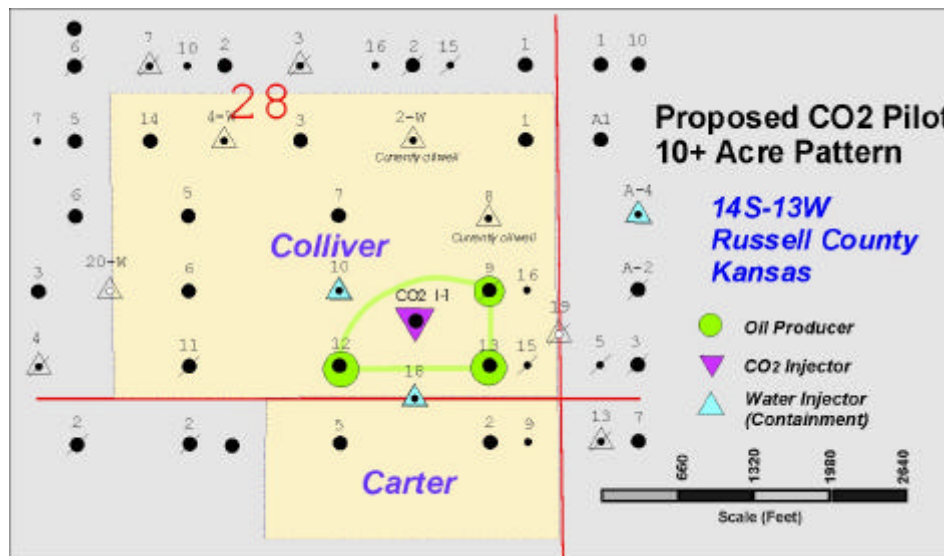 6
7
10
2
3
16
2
15
1
1
10
28
7
5
14
4-W
3
2-W
Currently oil well
1
A1
Proposed CO2 Pilot
10+ Acre Pattern
6
5
7
8
Currently oil well
A-4
14S-13W
Russell County
Kansas
Colliver
3
20-W
6
10
CO2 I-1
9
16
A-2
19
Oil Producer
4
11
12
18
13
15
5
3
CO2 Injector
Water Injector
(Containment)
2
2
5
2
9
13
7
Carter
660
1320
1980
2640
Scale (Feet)